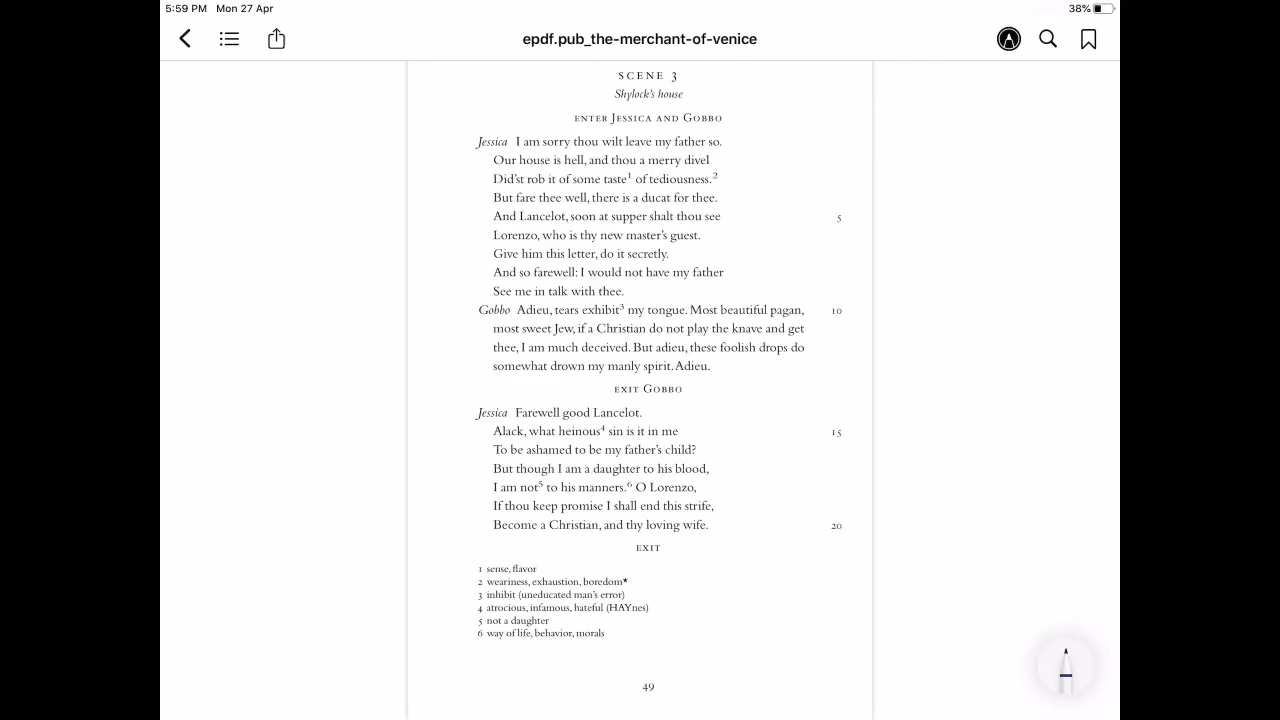 5:59 PM Mon 27 Apr 38%
epdf.pub_the-merchant-of-venice
SCENE 3
Shylock's house
ENTER JESSICA AND GOBBO
Jessica I am sorry thou wilt leave my father so.
Our house is hell, and thou a merry divel
Did'st rob it of some taste¹ of tediousness.²
But fare thee well, there is a ducat for thee.
And Lancelot, soon at supper shalt thou see 5
Lorenzo, who is thy new master's guest.
Give him this letter, do it secretly.
And so farewell: I would not have my father
See me in talk with thee.
Gobbo Adieu, tears exhibit³ my tongue. Most beautiful pagan, 10
most sweet Jew, if a Christian do not play the knave and get
thee, I am much deceived. But adieu, these foolish drops do
somewhat drown my manly spirit. Adieu.
EXIT GOBBO
Jessica Farewell good Lancelot.
Alack, what heinous⁴ sin is it in me 15
To be ashamed to be my father's child?
But though I am a daughter to his blood,
I am not⁵ to his manners.⁶ O Lorenzo,
If thou keep promise I shall end this strife,
Become a Christian, and thy loving wife. 20
EXIT
1 sense, flavor
2 weariness, exhaustion, boredom*
3 inhibit (uneducated man's error)
4 atrocious, infamous, hateful (HAYnes)
5 not a daughter
6 way of life, behavior, morals
49